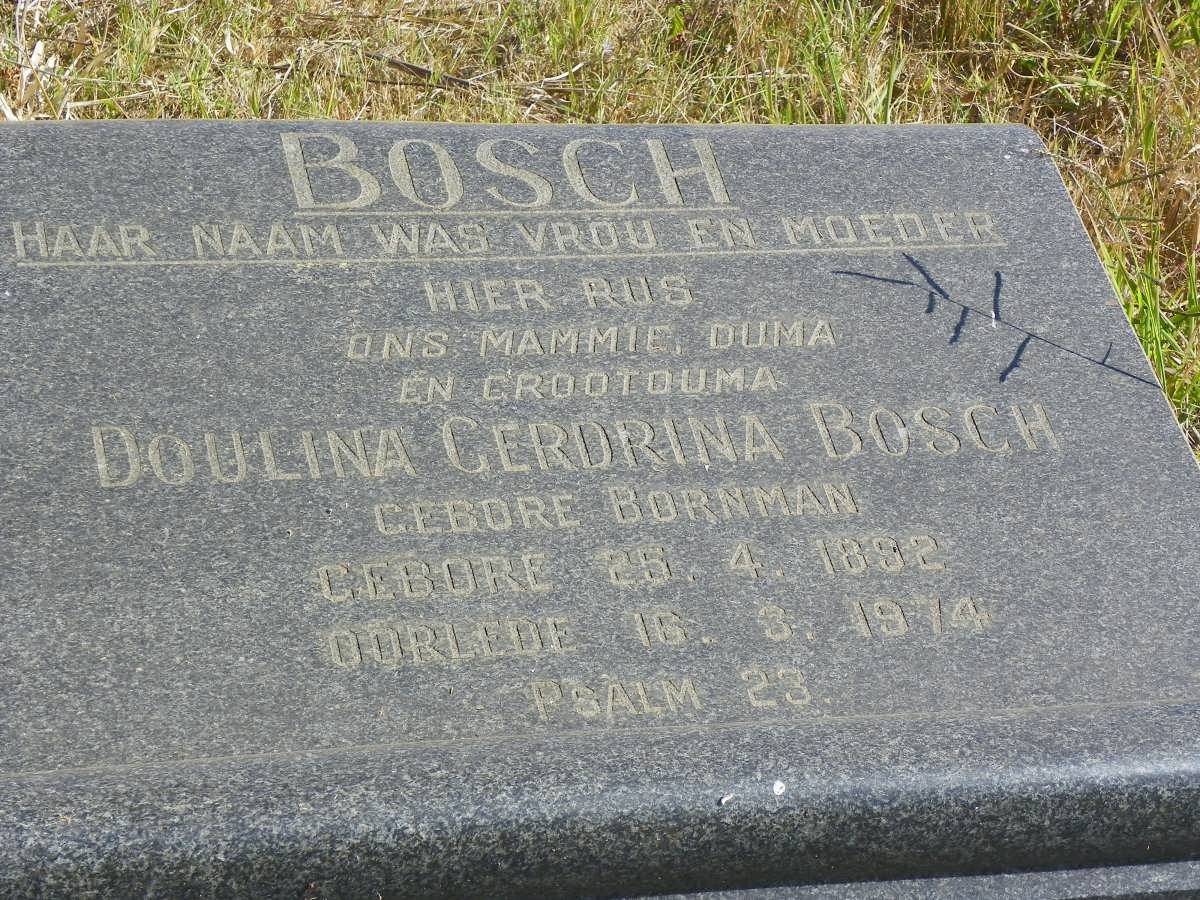 BOSCH
HAAR NAAM WAS VROU EN MOEDER
HIER RUS
ONS MAMMIE, OUMA
EN GROOTOUMA
DOULINA GERDRINA BOSCH
GEBORE BORNMAN
GEBORE 25. 4. 1892
OORLEDE 16. 3. 1974
PSALM 23.